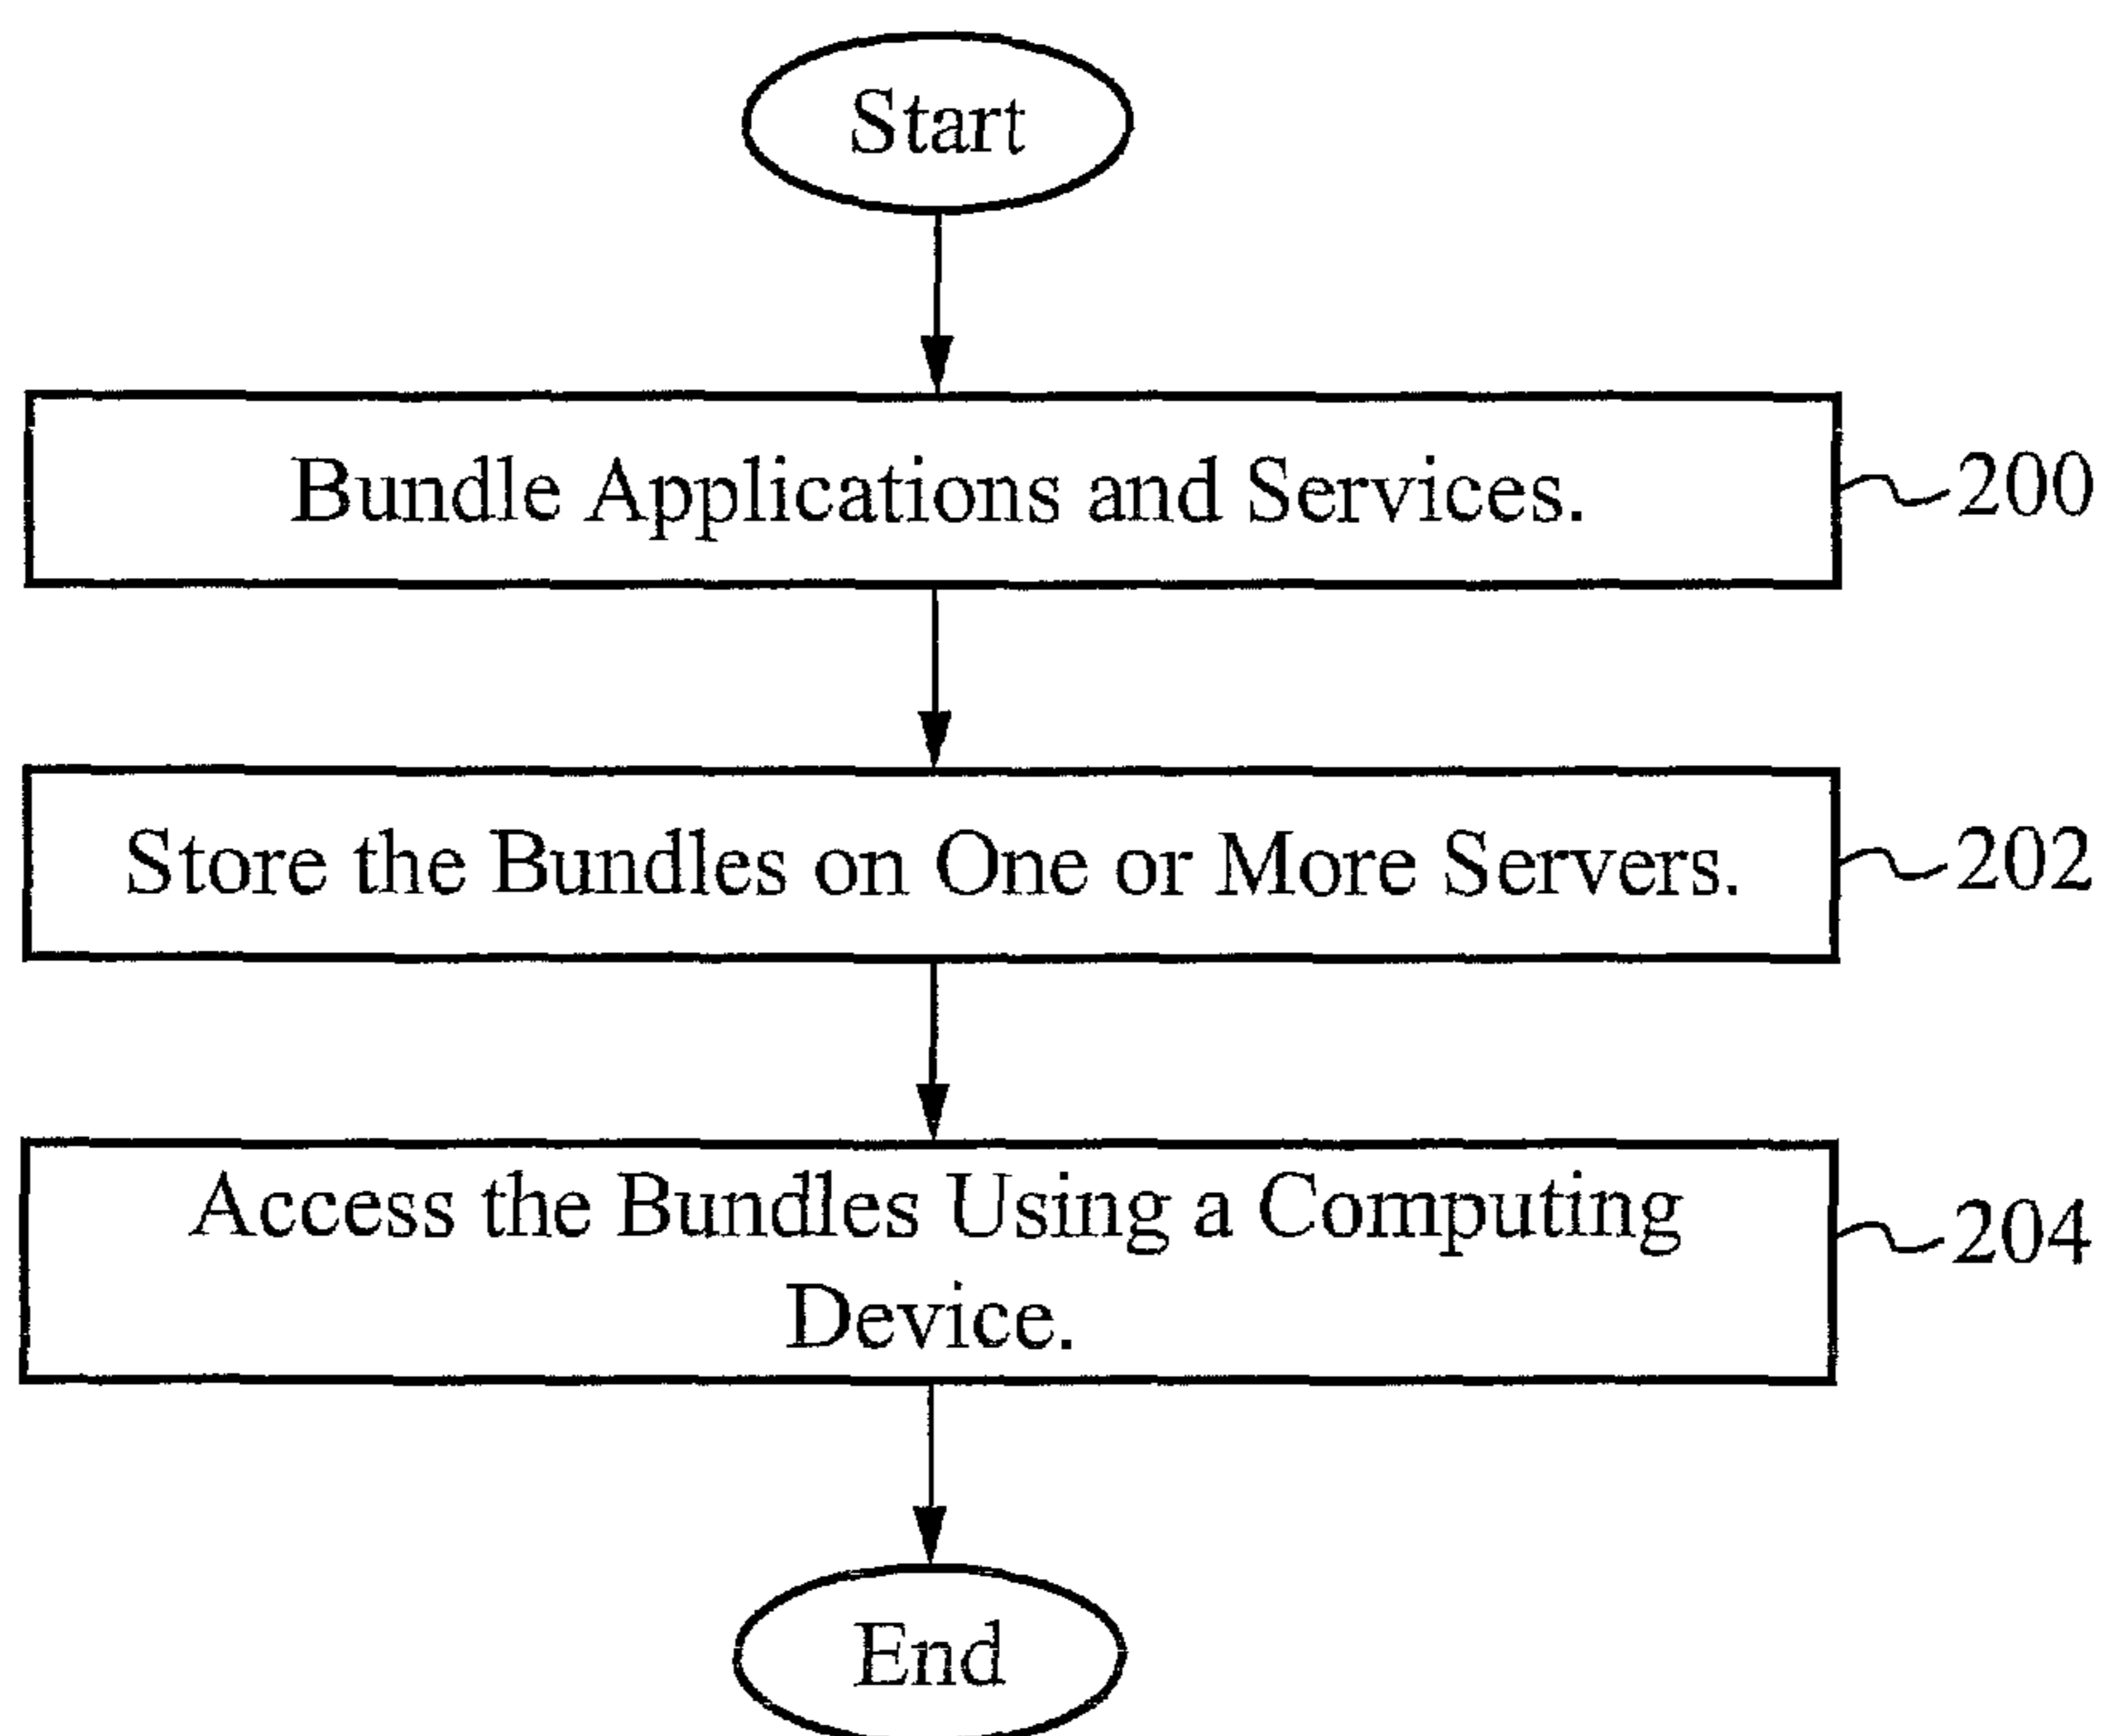 Start
Bundle Applications and Services.
200
Store the Bundles on One or More Servers.
202
Access the Bundles Using a Computing
Device.
204
End